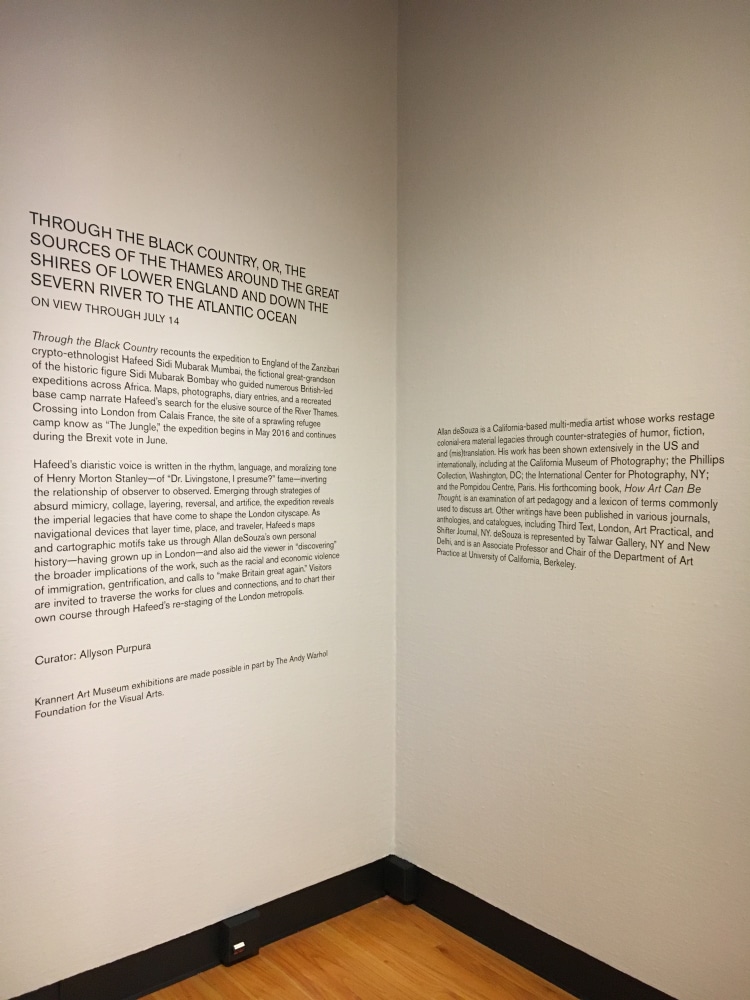 THROUGH THE BLACK COUNTRY, OR, THE
SOURCES OF THE THAMES AROUND THE GREAT
SHIRES OF LOWER ENGLAND AND DOWN THE
SEVERN RIVER TO THE ATLANTIC OCEAN
ON VIEW THROUGH JULY 14
Through the Black Country recounts the expedition to England of the Zanzibari
crypto-ethnologist Hafeed Sidi Mubarak Mumbai, the fictional great-grandson
of the historic figure Sidi Mubarak Bombay who guided numerous British-led
expeditions across Africa. Maps, photographs, diary entries, and a recreated
base camp narrate Hafeed's search for the elusive source of the River Thames.
Crossing into London from Calais France, the site of a sprawling refugee
camp know as "The Jungle," the expedition begins in May 2016 and continues
during the Brexit vote in June.
Hafeed's diaristic voice is written in the rhythm, language, and moralizing tone
of Henry Morton Stanley—of "Dr. Livingstone, I presume?" fame—inverting
the relationship of observer to observed. Emerging through strategies of
absurd mimicry, collage, layering, reversal, and artifice, the expedition reveals
the imperial legacies that have come to shape the London cityscape. As
navigational devices that layer time, place, and traveler, Hafeed's maps
and cartographic motifs take us through Allan deSouza's own personal
history—having grown up in London—and also aid the viewer in "discovering"
the broader implications of the work, such as the racial and economic violence
of immigration, gentrification, and calls to "make Britain great again." Visitors
are invited to traverse the works for clues and connections, and to chart their
own course through Hafeed's re-staging of the London metropolis.
Curator: Allyson Purpura
Krannert Art Museum exhibitions are made possible in part by The Andy Warhol
Foundation for the Visual Arts.
Allan deSouza is a California-based multi-media artist whose works restage
colonial-era material legacies through counter-strategies of humor, fiction,
and (mis)translation. His work has been shown extensively in the US and
internationally, including at the California Museum of Photography; the Phillips
Collection, Washington, DC; the International Center for Photography, NY;
and the Pompidou Centre, Paris. His forthcoming book, How Art Can Be
Thought, is an examination of art pedagogy and a lexicon of terms commonly
used to discuss art. Other writings have been published in various journals,
anthologies, and catalogues, including Third Text, London, Art Practical, and
Shifter Journal, NY. deSouza is represented by Talwar Gallery, NY and New
Delhi, and is an Associate Professor and Chair of the Department of Art
Practice at University of California, Berkeley.